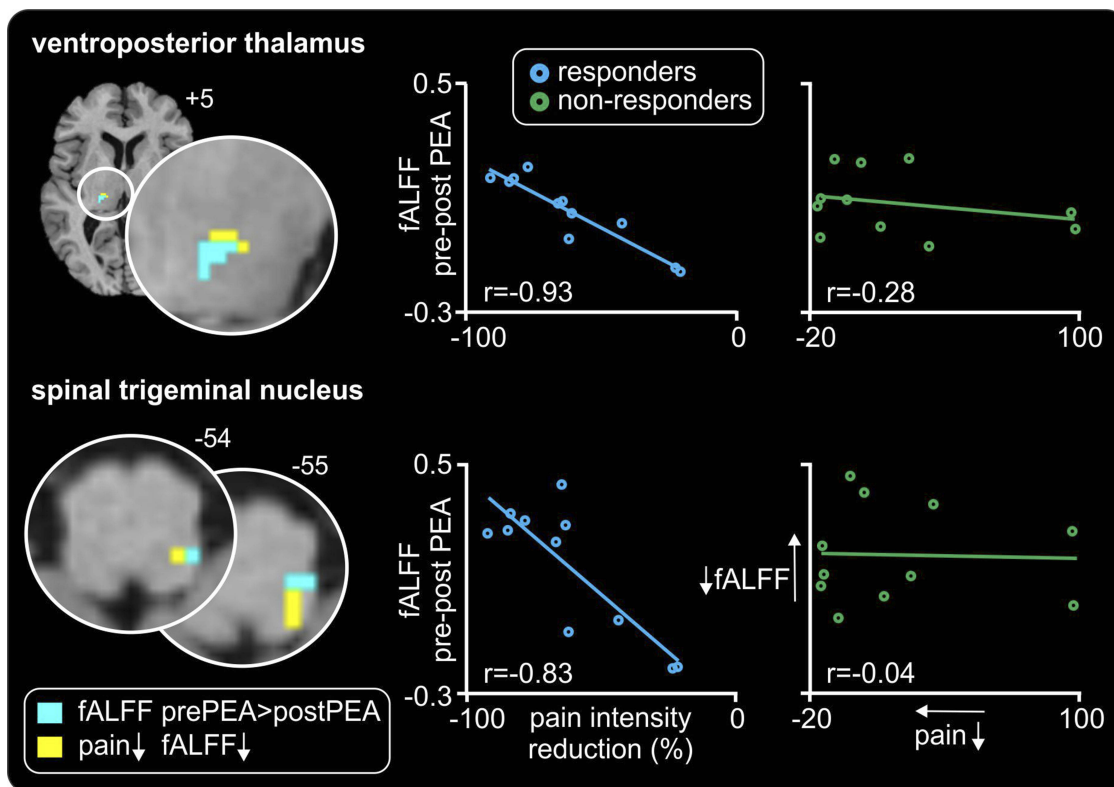 ventroposterior thalamus
+5
responders
non-responders
0.5
fALFF
pre-post PEA
-0.3
r=-0.93
-100
0
r=-0.28
-20
100
spinal trigeminal nucleus
-54
-55
0.5
fALFF
pre-post PEA
-0.3
r=-0.83
-100
pain intensity
reduction (%)
0
↓fALFF
r=-0.04
-20
pain↓
100
fALFF prePEA>postPEA
pain↓ fALFF↓